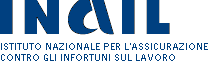 INAIL
ISTITUTO NAZIONALE PER L'ASSICURAZIONE
CONTRO GLI INFORTUNI SUL LAVORO